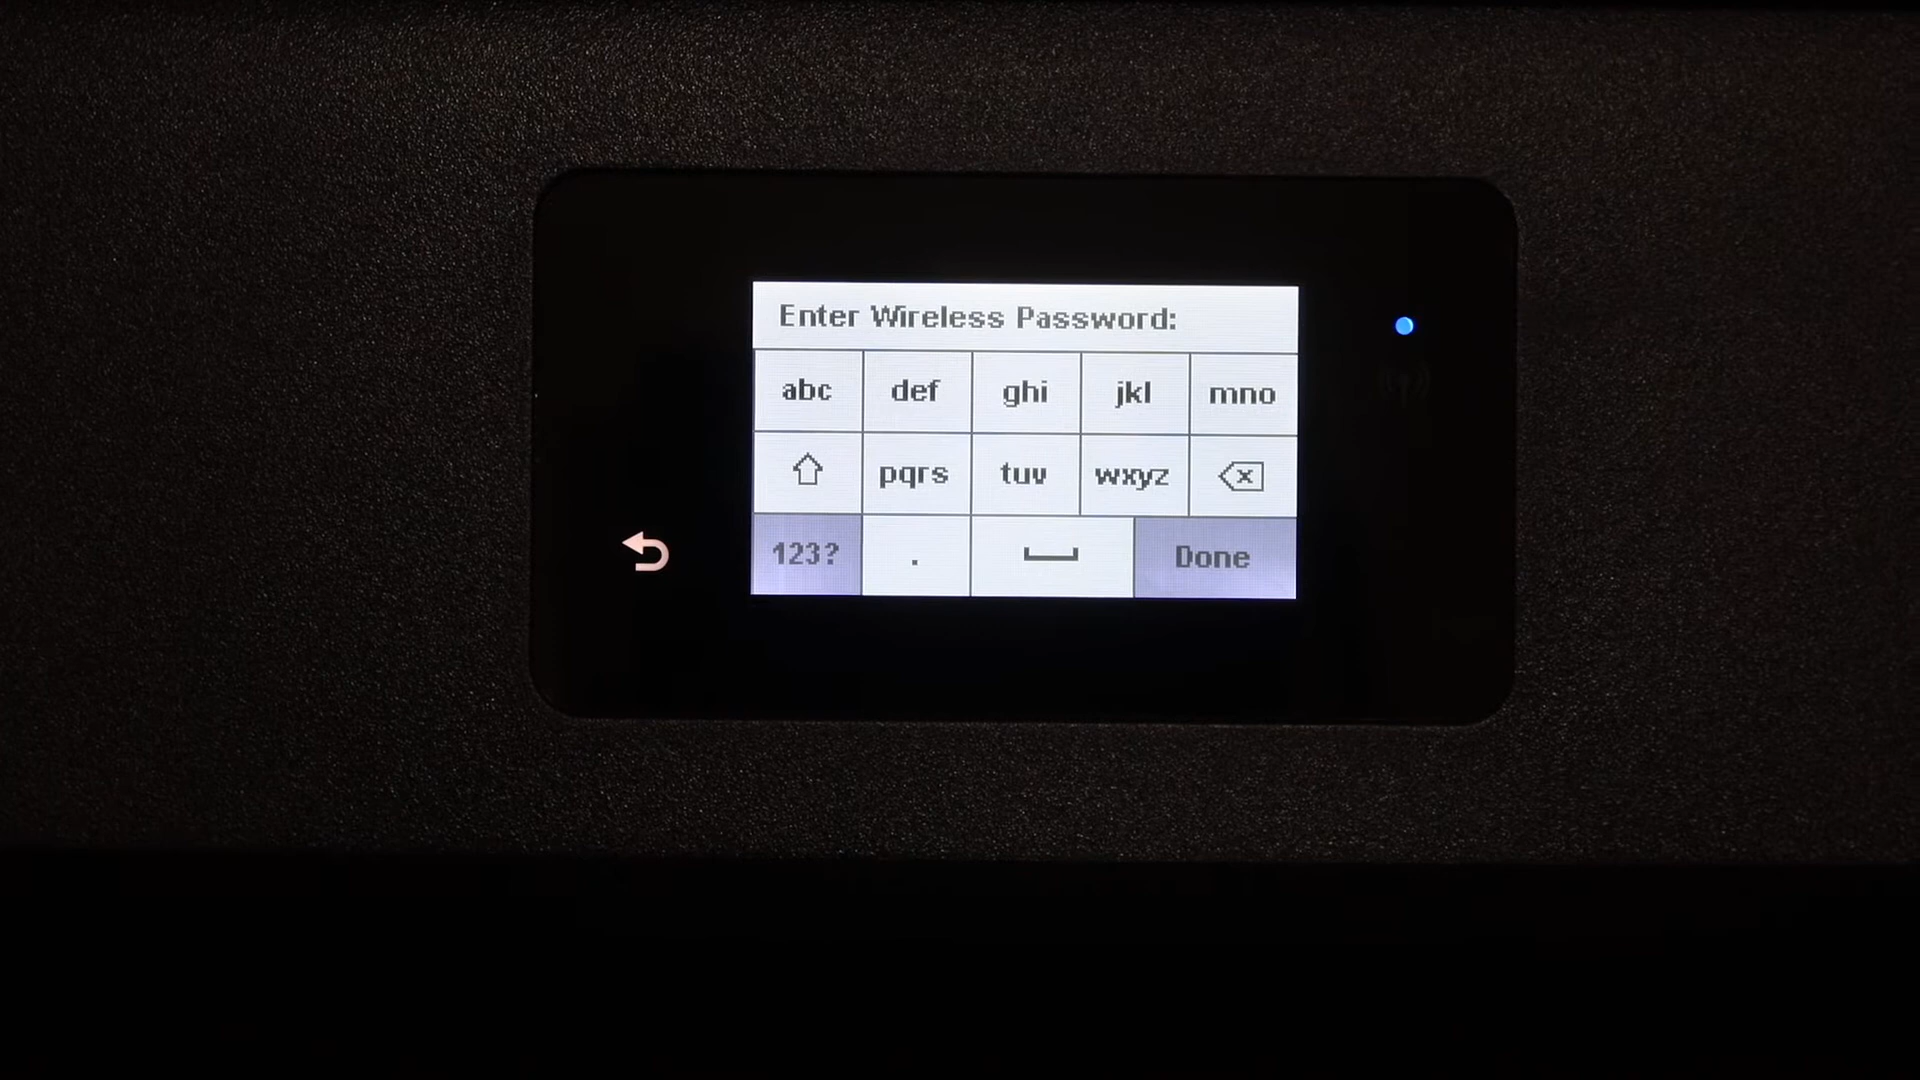 Enter Wireless Password:
abc def ghi jkl mno
pqrs tuv wxyz
123? . Done